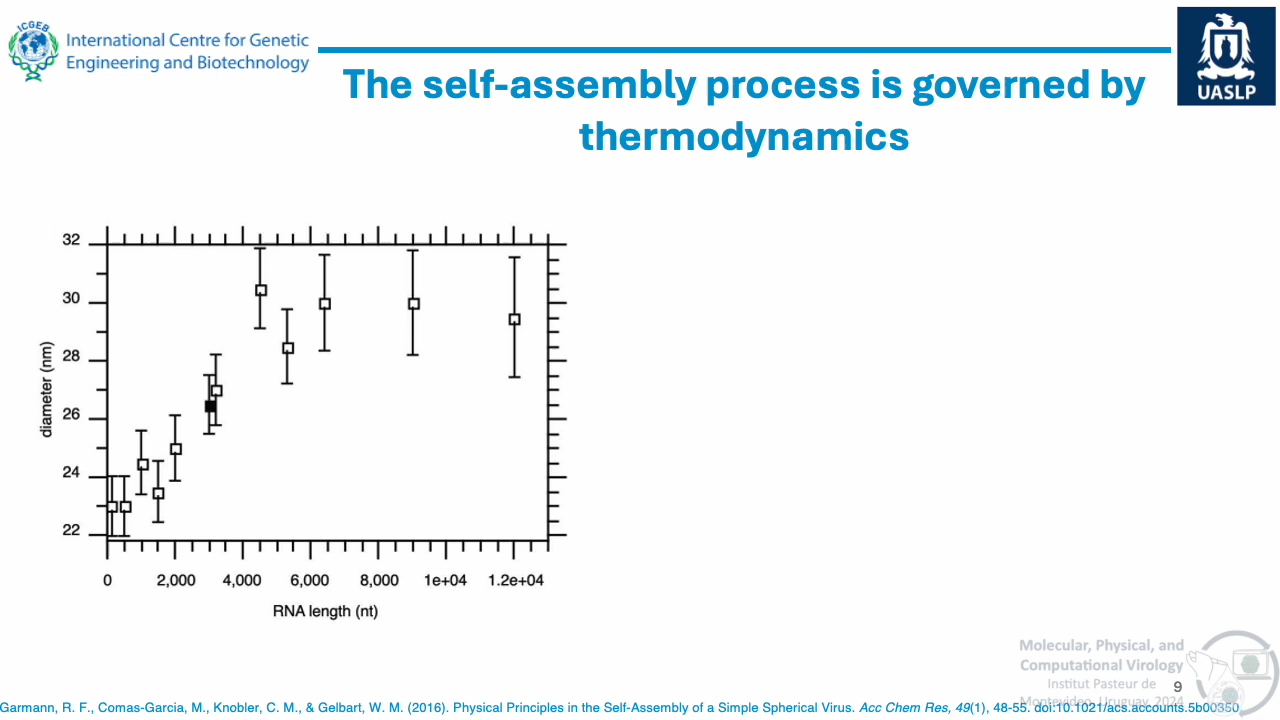 ICGEB
International Centre for Genetic
Engineering and Biotechnology
UASLP
The self-assembly process is governed by
thermodynamics
32
30
28
26
24
22
diameter (nm)
0 2,000 4,000 6,000 8,000 1e+04 1.2e+04
RNA length (nt)
Molecular, Physical, and
Computational Virology
Institut Pasteur de
Montevideo, Uruguay, 2024
9
Garmann, R. F., Comas-Garcia, M., Knobler, C. M., & Gelbart, W. M. (2016). Physical Principles in the Self-Assembly of a Simple Spherical Virus. Acc Chem Res, 49(1), 48-55. doi:10.1021/acs.accounts.5b00350